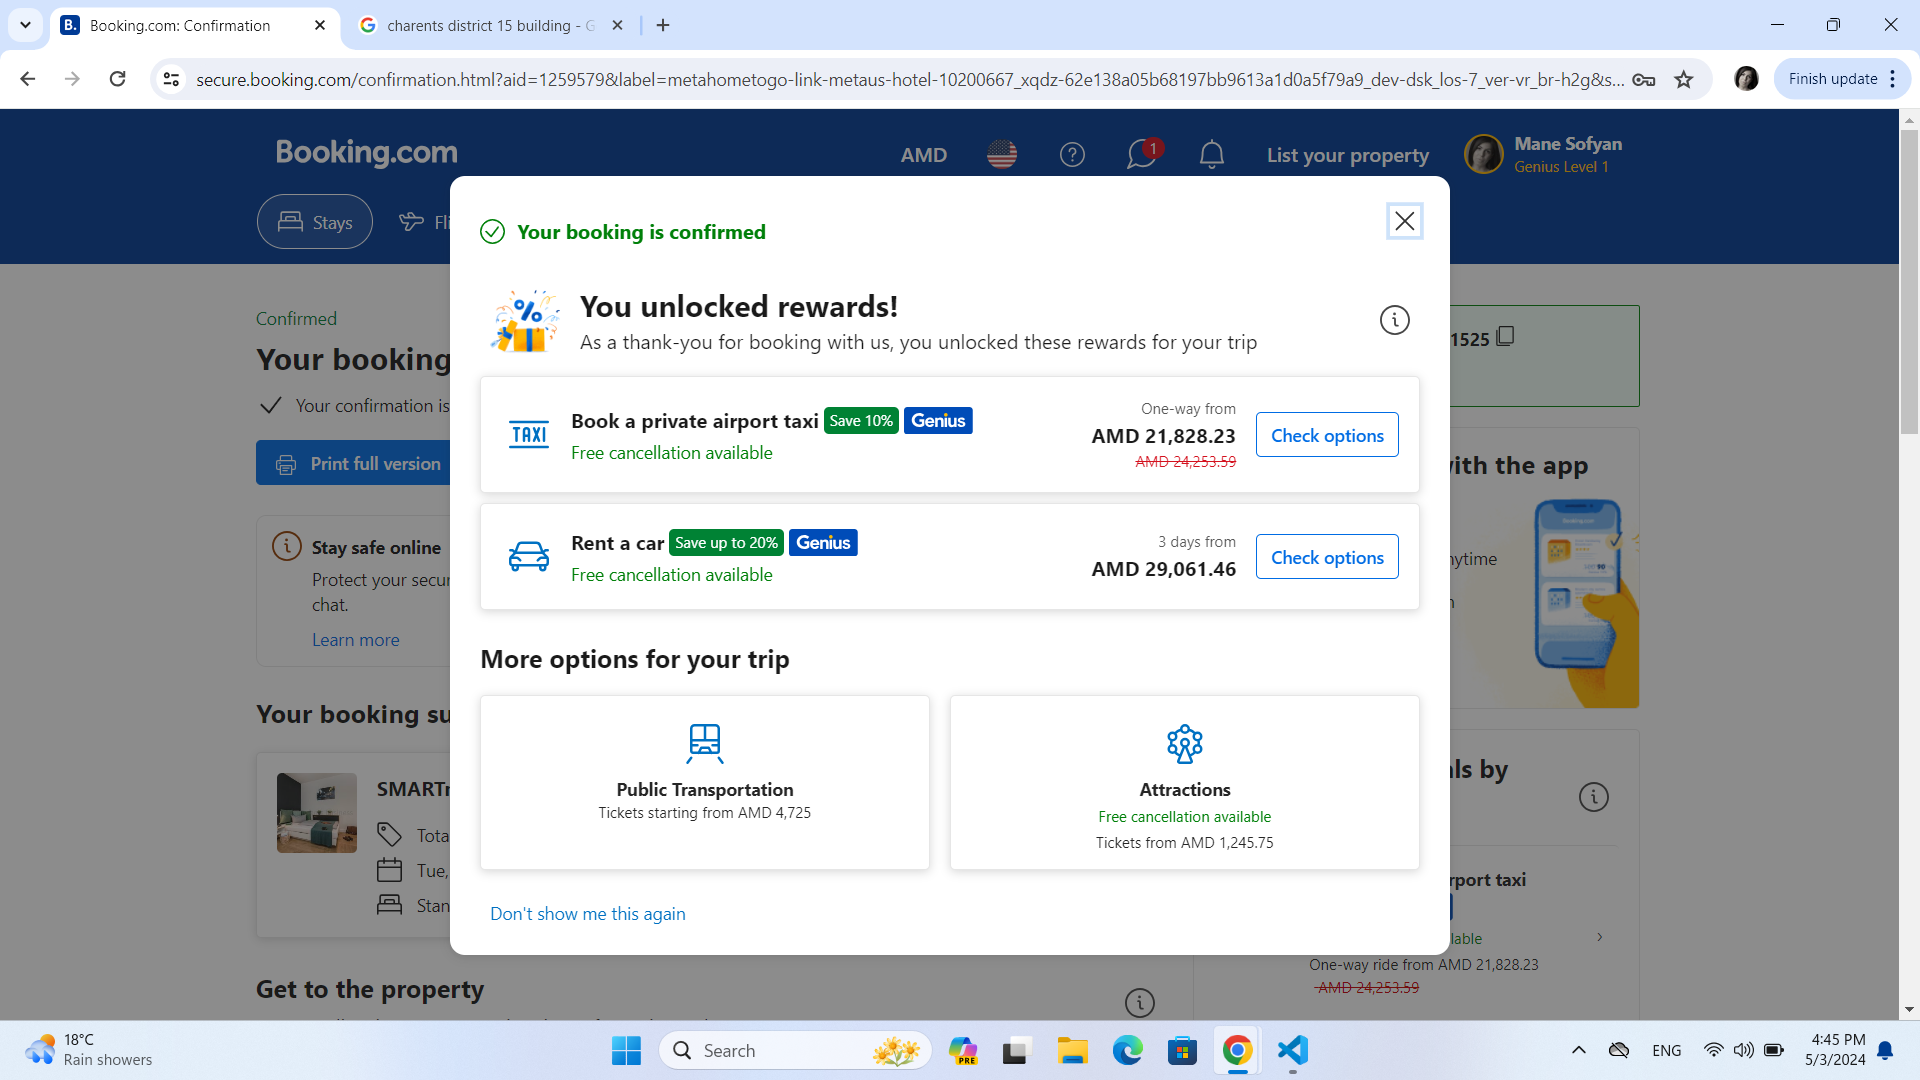 Booking.com: Confirmation
charents district 15 building - G
secure.booking.com/confirmation.html?aid=1259579&label=metahometogo-link-metaus-hotel-10200667_xqdz-62e138a05b68197bb9613a1d0a5f79a9_dev-dsk_los-7_ver-vr_br-h2g&s...
Finish update
Booking.com
AMD
1
List your property
Mane Sofyan
Genius Level 1
Stays
Fli
Your booking is confirmed
Confirmed
Your booking
Your confirmation is
Print full version
You unlocked rewards!
As a thank-you for booking with us, you unlocked these rewards for your trip
1525
TAXI
Book a private airport taxi Save 10% Genius
Free cancellation available
One-way from
AMD 21,828.23
AMD 24,253.59
Check options
with the app
Rent a car Save up to 20% Genius
Free cancellation available
3 days from
AMD 29,061.46
Check options
Stay safe online
Protect your secur
chat.
Learn more
nytime
n
More options for your trip
Public Transportation
Tickets starting from AMD 4,725
Attractions
Free cancellation available
Tickets from AMD 1,245.75
Don't show me this again
Your booking su
SMARTr
Tota
Tue,
Stan
Get to the property
als by
rport taxi
lable
One-way ride from AMD 21,828.23
AMD 24,253.59
18°C
Rain showers
Search
PRE
ENG
4:45 PM
5/3/2024